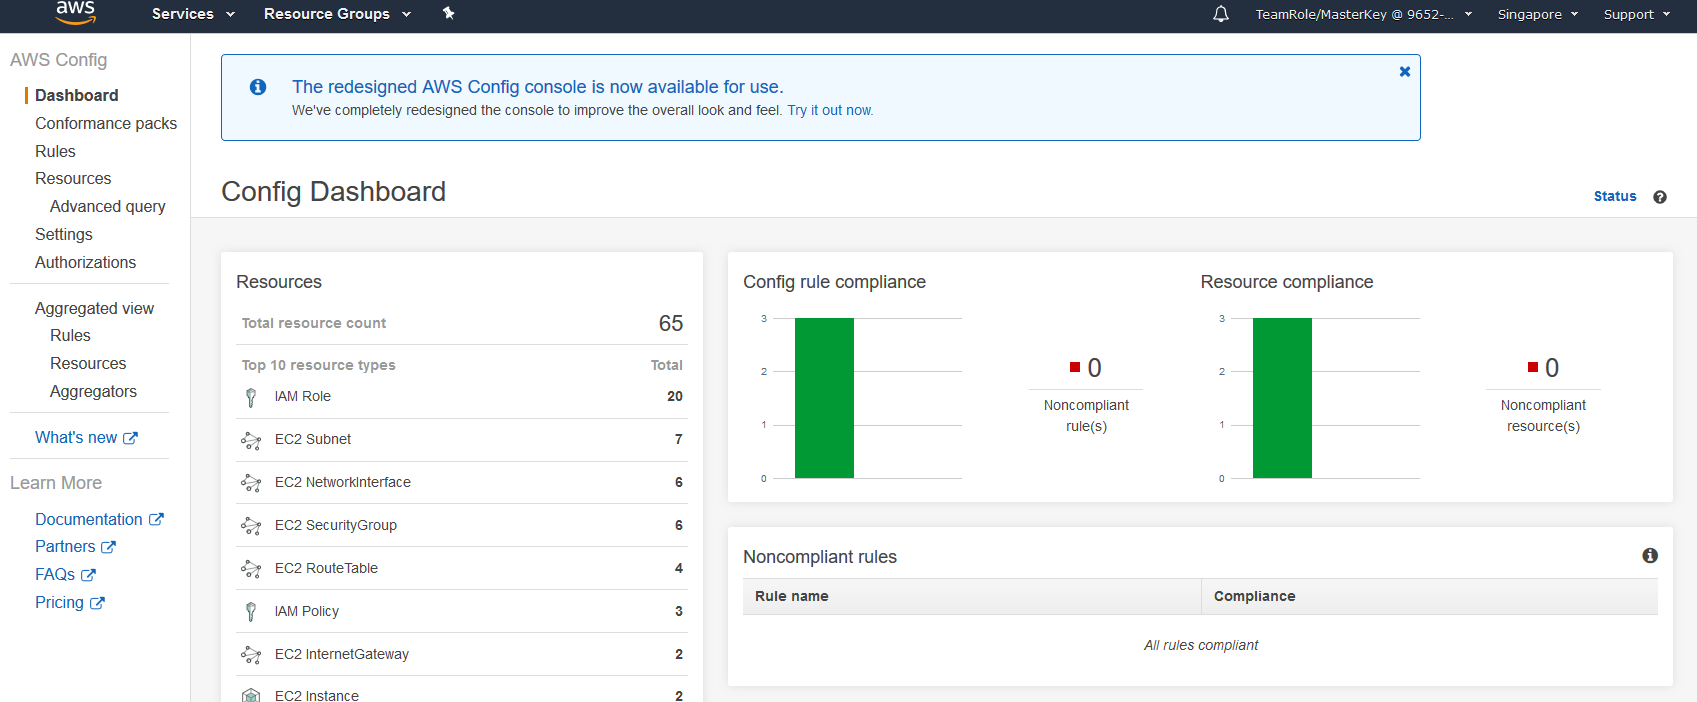 aws
Services
Resource Groups
TeamRole/MasterKey @ 9652-...
Singapore
Support
AWS Config
Dashboard
Conformance packs
Rules
Resources
Advanced query
Settings
Authorizations
Aggregated view
Rules
Resources
Aggregators
What's new
Learn More
Documentation
Partners
FAQs
Pricing
The redesigned AWS Config console is now available for use.
We've completely redesigned the console to improve the overall look and feel. Try it out now.
Config Dashboard
Status
Resources
Total resource count 65
Top 10 resource types Total
IAM Role 20
EC2 Subnet 7
EC2 NetworkInterface 6
EC2 SecurityGroup 6
EC2 RouteTable 4
IAM Policy 3
EC2 InternetGateway 2
EC2 Instance 2
Config rule compliance
3
2
1
0
0
Noncompliant
rule(s)
Resource compliance
3
2
1
0
0
Noncompliant
resource(s)
Noncompliant rules
Rule name Compliance
All rules compliant